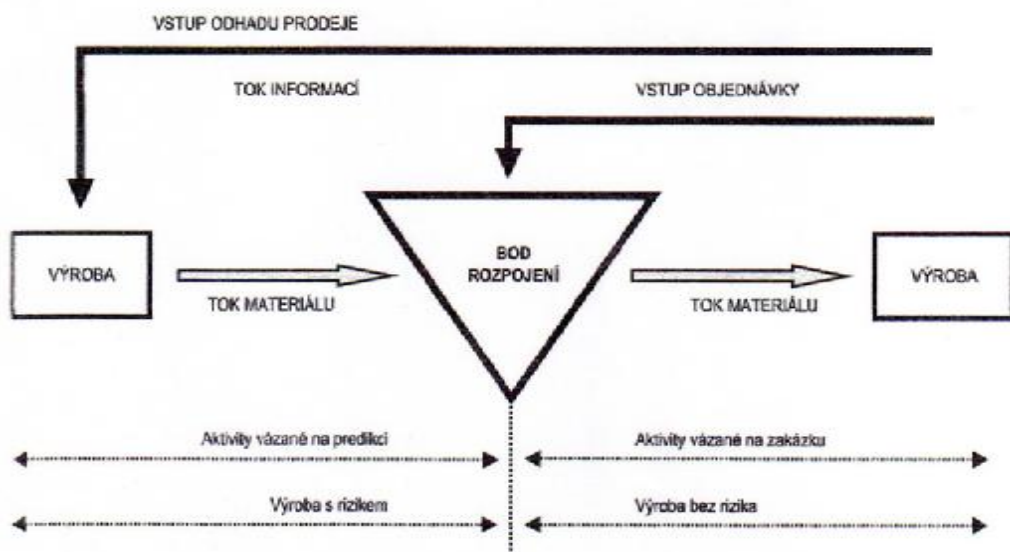 VSTUP ODHADU PRODEJE
TOK INFORMACÍ
VSTUP OBJEDNÁVKY
BOD
ROZPOJENÍ
VÝROBA
TOK MATERIÁLU
TOK MATERIÁLU
VÝROBA
Aktivity vázané na predikci
Aktivity vázané na zakázku
Výroba s rizikem
Výroba bez rizika